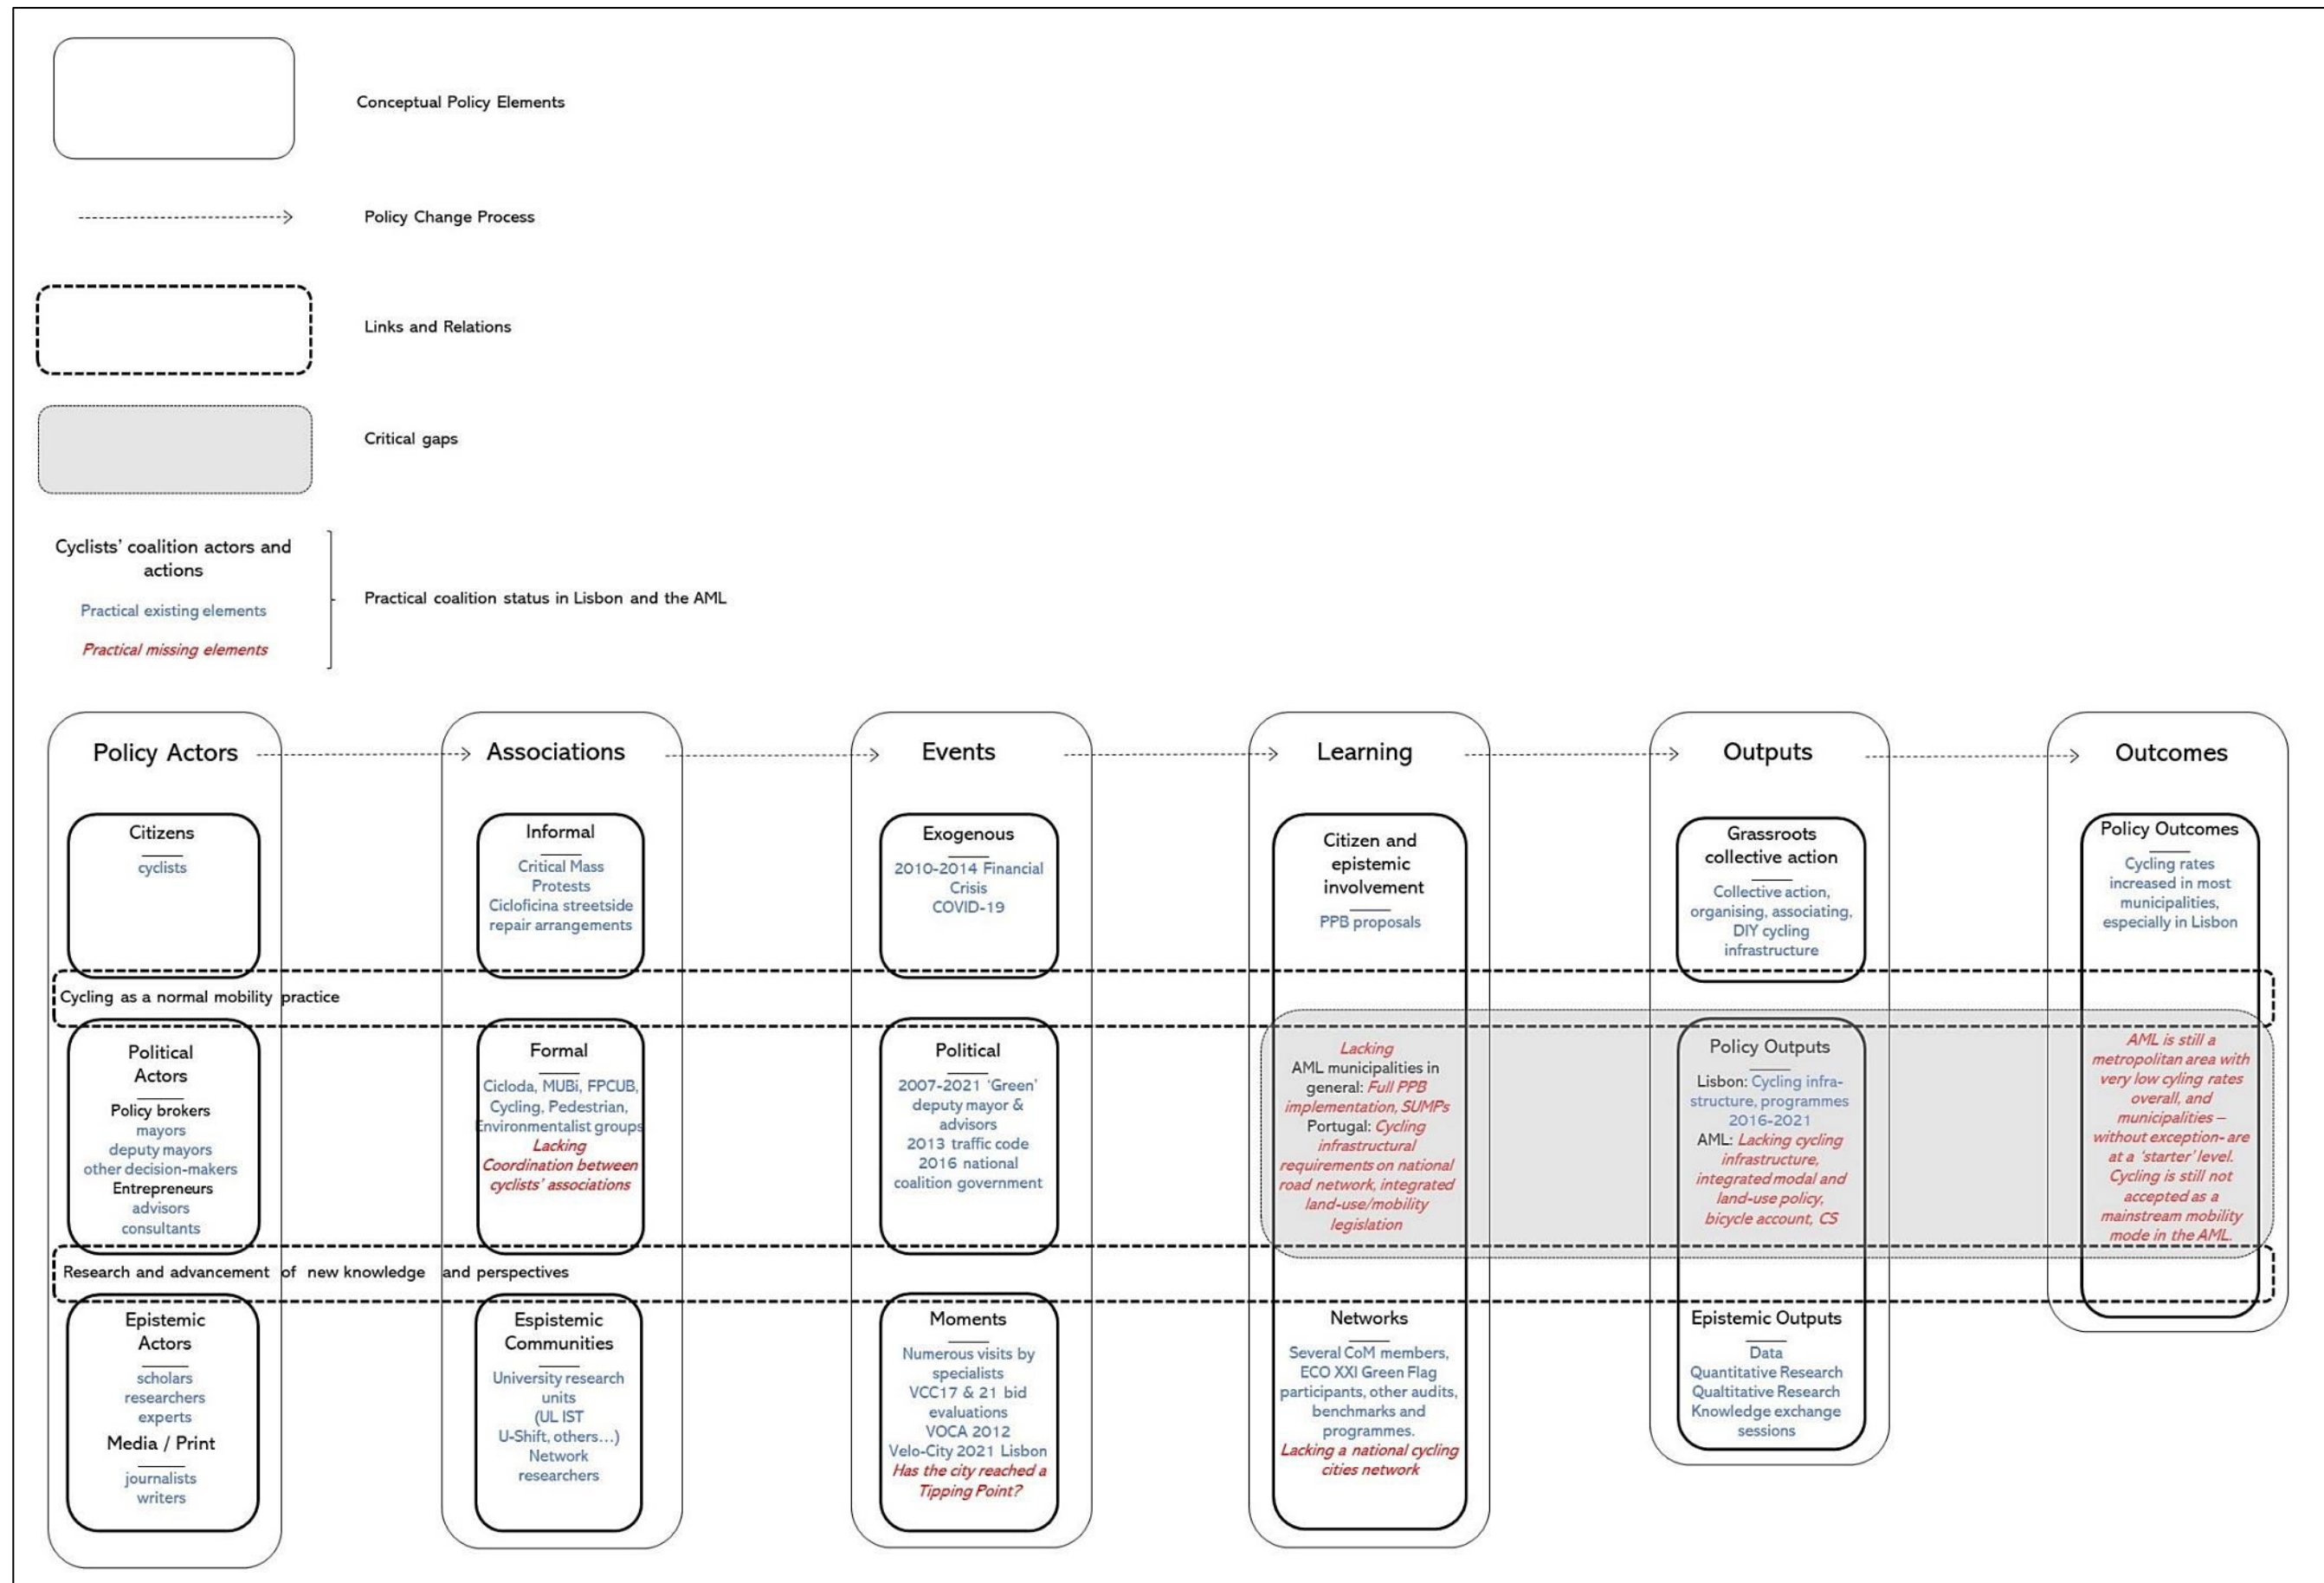 Conceptual Policy Elements
Policy Change Process
Links and Relations
Critical gaps
Cyclists' coalition actors and
actions
Practical existing elements
Practical missing elements
Practical coalition status in Lisbon and the AML
Policy Actors
Citizens
cyclists
Political
Actors
Policy brokers
mayors
deputy mayors
other decision-makers
Entrepreneurs
advisors
consultants
Epistemic
Actors
scholars
researchers
experts
Media / Print
journalists
writers
Associations
Informal
Critical Mass
Protests
Cicloficina streetside
repair arrangements
Formal
Cicloda, MUBi, FPCUB,
Cycling, Pedestrian,
Environmentalist groups
Lacking
Coordination between
cyclists' associations
Espistemic
Communities
University research
units
(UL IST
U-Shift, others...)
Network
researchers
Events
Exogenous
2010-2014 Financial
Crisis
COVID-19
Political
2007-2021 'Green'
deputy mayor &
advisors
2013 traffic code
2016 national
coalition government
Moments
Numerous visits by
specialists
VCC17 & 21 bid
evaluations
VOCA 2012
Velo-City 2021 Lisbon
Has the city reached a
Tipping Point?
Learning
Citizen and
epistemic
involvement
PPB proposals
Lacking
AML municipalities in
general: Full PPB
implementation, SUMPs
Portugal: Cycling
infrastructural
requirements on national
road network, integrated
land-use/mobility
legislation
Networks
Several CoM members,
ECO XXI Green Flag
participants, other audits,
benchmarks and
programmes.
Lacking a national cycling
cities network
Outputs
Grassroots
collective action
Collective action,
organising, associating,
DIY cycling
infrastructure
Policy Outputs
Lisbon: Cycling infra-
structure, programmes
2016-2021
AML: Lacking cycling
infrastructure,
integrated modal and
land-use policy,
bicycle account, CS
Epistemic Outputs
Data
Quantitative Research
Qualtitative Research
Knowledge exchange
sessions
Outcomes
Policy Outcomes
Cycling rates
increased in most
municipalities,
especially in Lisbon
AML is still a
metropolitan area with
very low cyling rates
overall, and
municipalities –
without exception- are
at a 'starter' level.
Cycling is still not
accepted as a
mainstream mobility
mode in the AML.
Cycling as a normal mobility practice
Research and advancement of new knowledge and perspectives